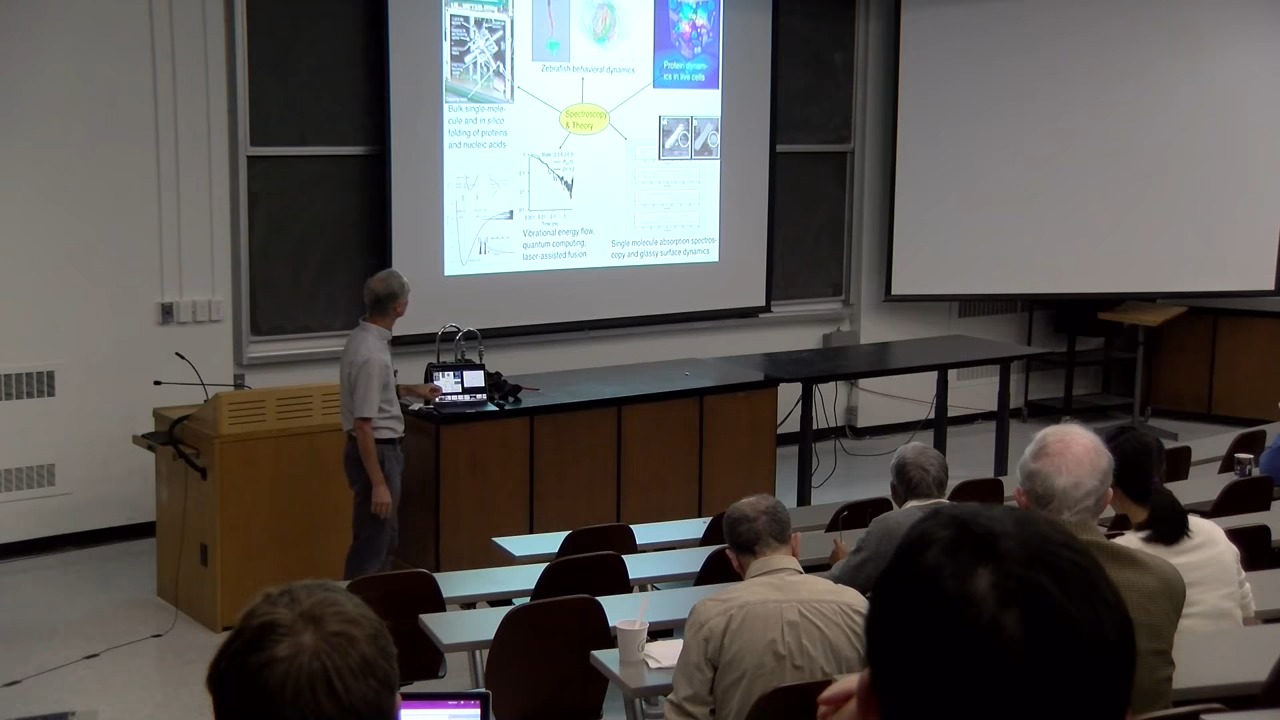 Zebrafish behavioral dynamics
Protein dynam-
ics in live cells
Bulk single-mole-
cule and in silico
folding of proteins
and nucleic acids
Spectroscopy
& Theory
Vibrational energy flow,
quantum computing,
laser-assisted fusion
Single molecule absorption spectros-
copy and glassy surface dynamics